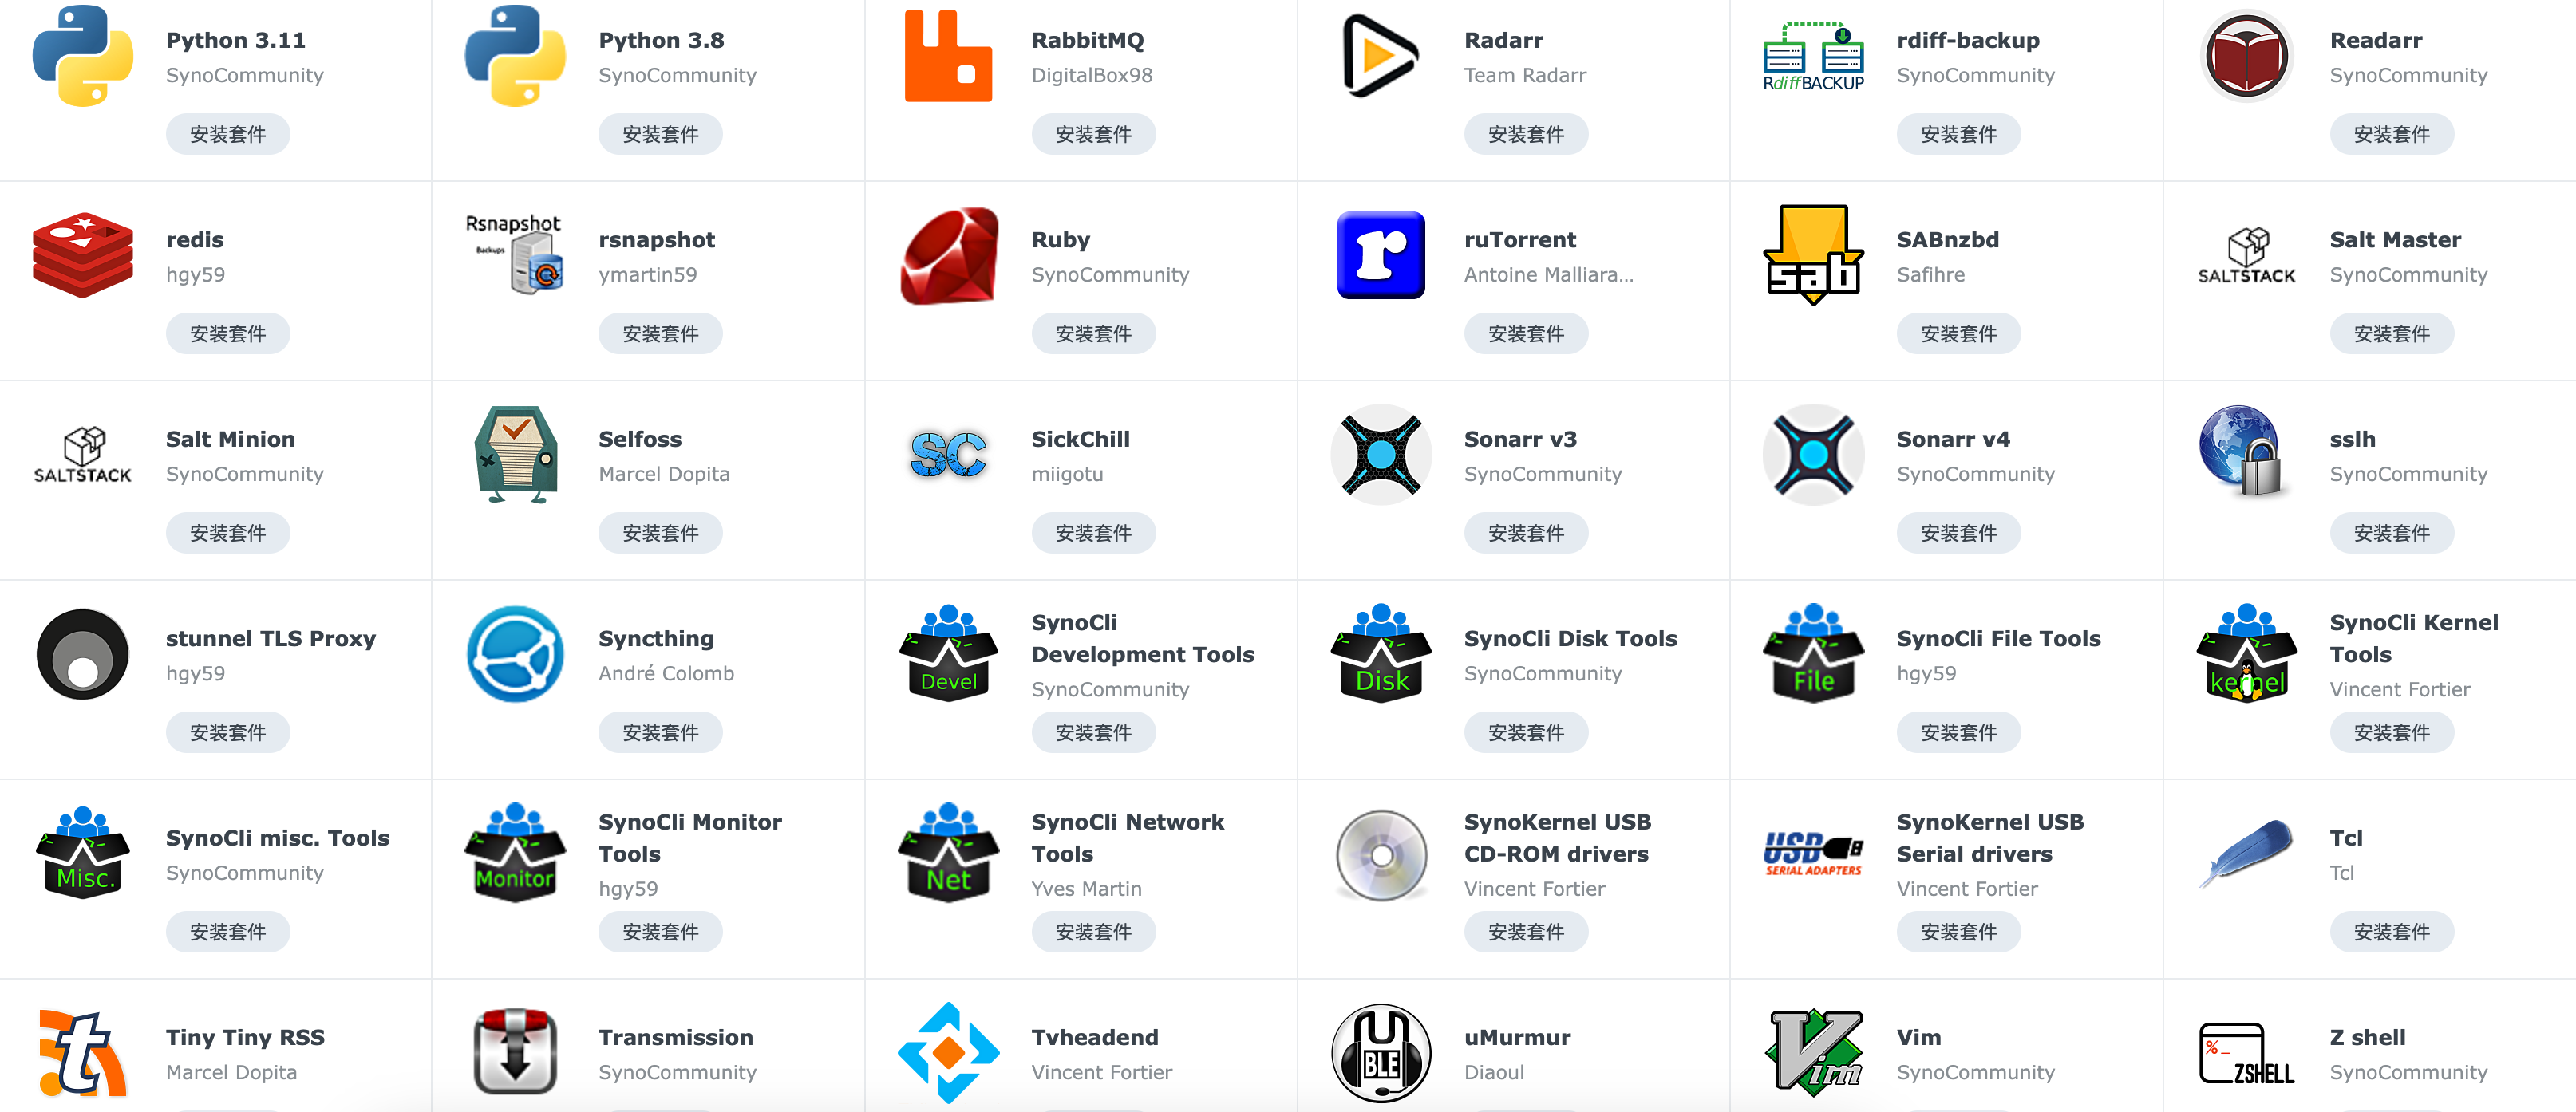 Python 3.11
SynoCommunity
安装套件
Python 3.8
SynoCommunity
安装套件
RabbitMQ
DigitalBox98
安装套件
Radarr
Team Radarr
安装套件
RdiffBACKUP
rdiff-backup
SynoCommunity
安装套件
Readarr
SynoCommunity
安装套件
redis
hgy59
安装套件
Rsnapshot
Backups
rsnapshot
ymartin59
安装套件
Ruby
SynoCommunity
安装套件
r
ruTorrent
Antoine Malliara...
安装套件
sab
SABnzbd
Safihre
安装套件
SALTSTACK
Salt Master
SynoCommunity
安装套件
SALTSTACK
Salt Minion
SynoCommunity
安装套件
Selfoss
Marcel Dopita
安装套件
SC
SickChill
miigotu
安装套件
Sonarr v3
SynoCommunity
安装套件
Sonarr v4
SynoCommunity
安装套件
sslh
SynoCommunity
安装套件
stunnel TLS Proxy
hgy59
安装套件
Syncthing
André Colomb
安装套件
Devel
SynoCli
Development Tools
SynoCommunity
安装套件
Disk
SynoCli Disk Tools
SynoCommunity
安装套件
File
SynoCli File Tools
hgy59
安装套件
kernel
SynoCli Kernel
Tools
Vincent Fortier
安装套件
Misc.
SynoCli misc. Tools
SynoCommunity
安装套件
Monitor
SynoCli Monitor
Tools
hgy59
安装套件
Net
SynoCli Network
Tools
Yves Martin
安装套件
SynoKernel USB
CD-ROM drivers
Vincent Fortier
安装套件
USB
SERIAL ADAPTERS
SynoKernel USB
Serial drivers
Vincent Fortier
安装套件
Tcl
Tcl
安装套件
t
Tiny Tiny RSS
Marcel Dopita
Transmission
SynoCommunity
Tvheadend
Vincent Fortier
U
BLE
uMurmur
Diaoul
Vim
Vim
SynoCommunity
%_
ZSHELL
Z shell
SynoCommunity